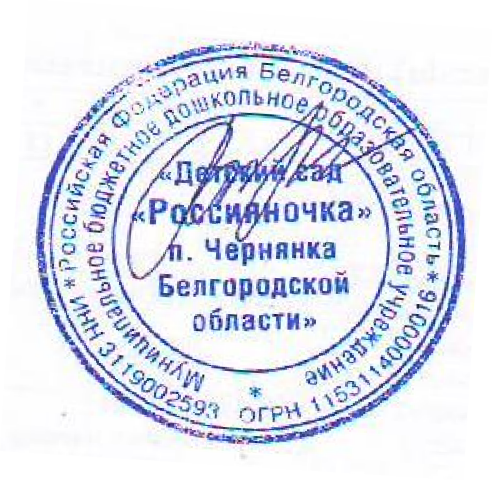 * Российская Федерация Белгородская область *
ИНН 3119002593 ОГРН 1153114000016
Муниципальное бюджетное дошкольное образовательное учреждение
*
«Детский сад
«Россияночка»
п. Чернянка
Белгородской
области»